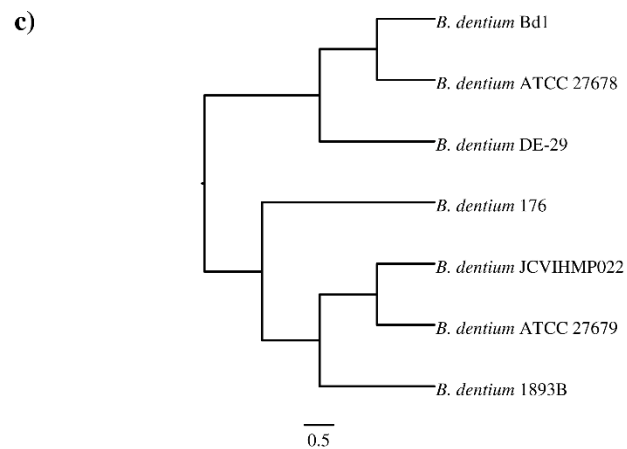 c)
B. dentium Bd1
B. dentium ATCC 27678
B. dentium DE-29
B. dentium 176
B. dentium JCVIHMP022
B. dentium ATCC 27679
B. dentium 1893B
0.5